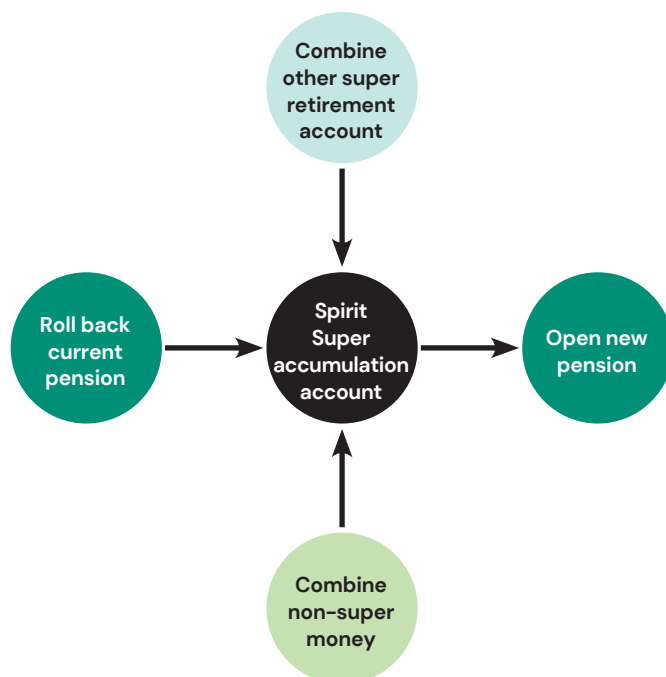 Combine
other super
retirement
account
Roll back
current
pension
Spirit
Super
accumulation
account
Open new
pension
Combine
non-super
money